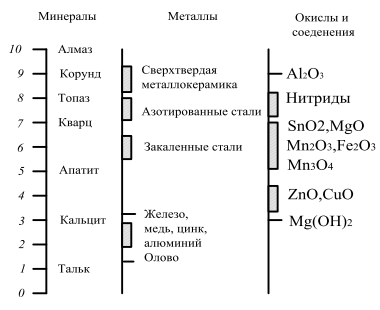 Минералы
Металлы
Окислы и
соеденения
10
Алмаз
9
Корунд
Сверхтвердая
металлокерамика
Al2O3
8
Топаз
Азотированные стали
Нитриды
7
Кварц
SnO2,MgO
6
Закаленные стали
Mn2O3,Fe2O3
5
Апатит
Mn3O4
4
ZnO,CuO
3
Кальцит
Железо,
медь, цинк,
алюминий
Mg(OH)2
2
Олово
1
Тальк
0